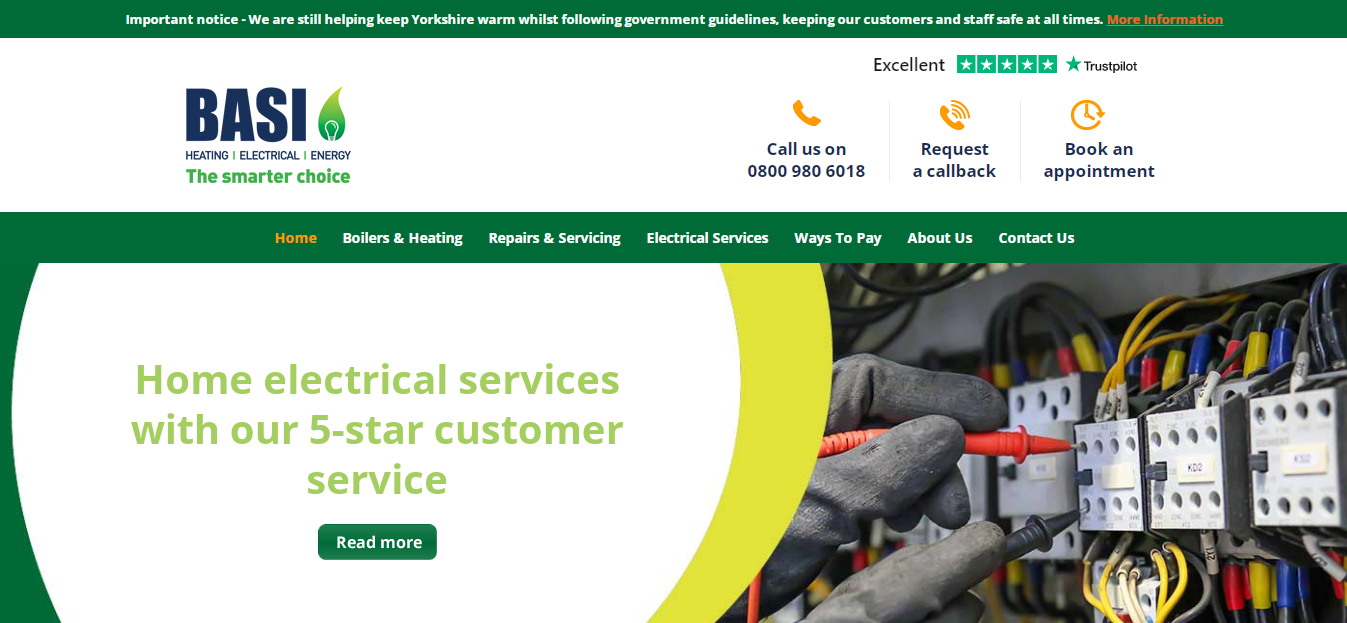 Important notice - We are still helping keep Yorkshire warm whilst following government guidelines, keeping our customers and staff safe at all times. More Information
Excellent Trustpilot
BASI
HEATING | ELECTRICAL | ENERGY
The smarter choice
Call us on
0800 980 6018
Request
a callback
Book an
appointment
Home Boilers & Heating Repairs & Servicing Electrical Services Ways To Pay About Us Contact Us
Home electrical services
with our 5-star customer
service
Read more
KD2